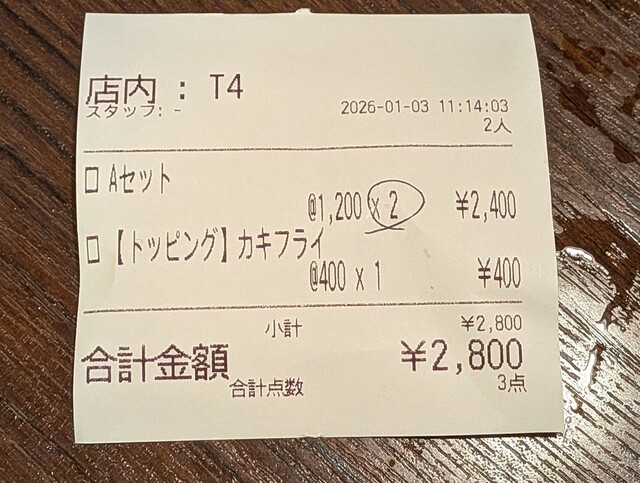 店内 : T4
スタッフ: -
2026-01-03 11:14:03
2人
□ Aセット
@1,200 x 2 ¥2,400
□ 【トッピング】カキフライ
@400 x 1 ¥400
小計 ¥2,800
合計金額 ¥2,800
合計点数 3点